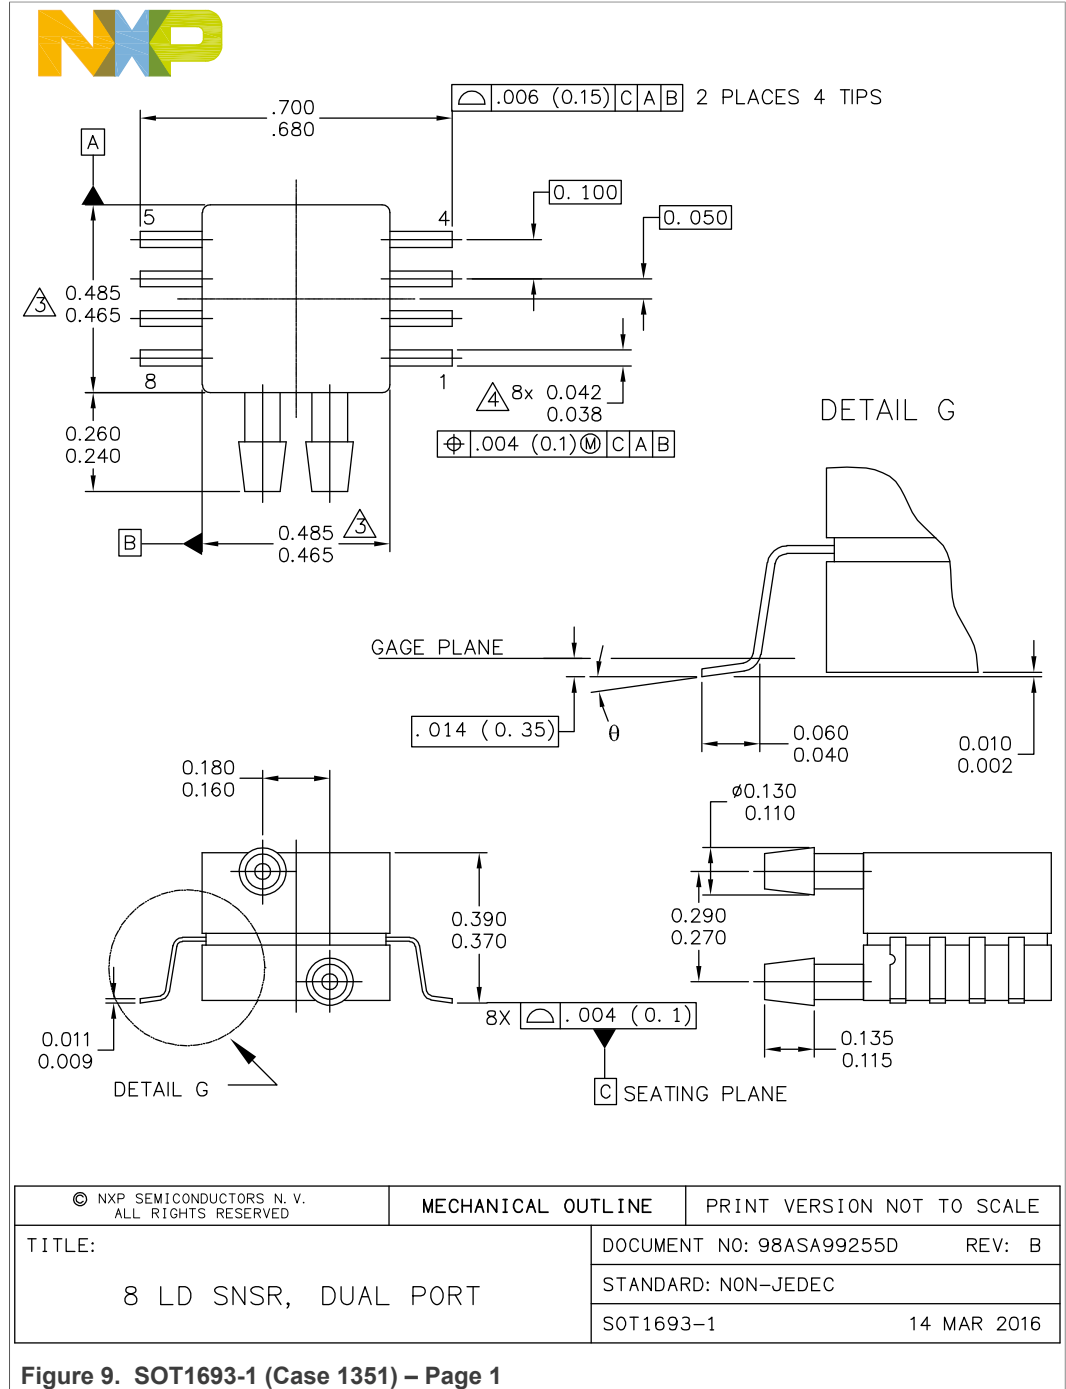 NXP
.006 (0.15) C A B 2 PLACES 4 TIPS
.700
.680
A
0.100
0.050
5
4
3
0.485
0.465
8
1
4
8x 0.042
0.038
.004 (0.1) Ⓜ C A B
0.260
0.240
B
0.485
0.465
3
DETAIL G
GAGE PLANE
.014 (0.35)
θ
0.060
0.040
0.010
0.002
0.180
0.160
ø0.130
0.110
0.390
0.370
0.290
0.270
8X .004 (0.1)
0.011
0.009
DETAIL G
C SEATING PLANE
0.135
0.115
© NXP SEMICONDUCTORS N.V.
ALL RIGHTS RESERVED
MECHANICAL OUTLINE
PRINT VERSION NOT TO SCALE
TITLE:
8 LD SNSR, DUAL PORT
DOCUMENT NO: 98ASA99255D REV: B
STANDARD: NON-JEDEC
SOT1693-1 14 MAR 2016
Figure 9. SOT1693-1 (Case 1351) – Page 1